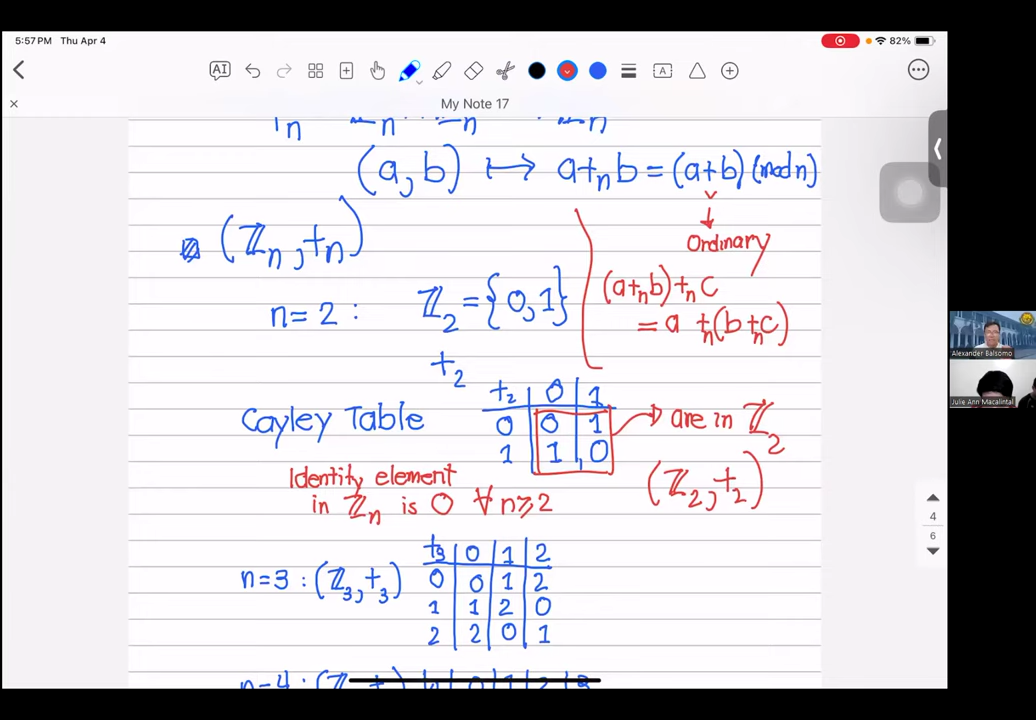 5:57 PM Thu Apr 4
82%
AI
A
My Note 17
(a, b) ↦ a +ₙ b = (a+b) (mod n)
Ordinary
(ℤₙ, +ₙ)
(a +ₙ b) +ₙ c
= a +ₙ (b +ₙ c)
n = 2 : ℤ₂ = {0, 1}
+₂
Cayley Table
+₂ 0 1
0 0 1
1 1 0
are in ℤ₂
(ℤ₂, +₂)
Identity element
in ℤₙ is 0 ∀ n ≥ 2
n = 3 : (ℤ₃, +₃)
+₃ 0 1 2
0 0 1 2
1 1 2 0
2 2 0 1
4
6
Alexander Balsomo
Julie Ann Macalintal